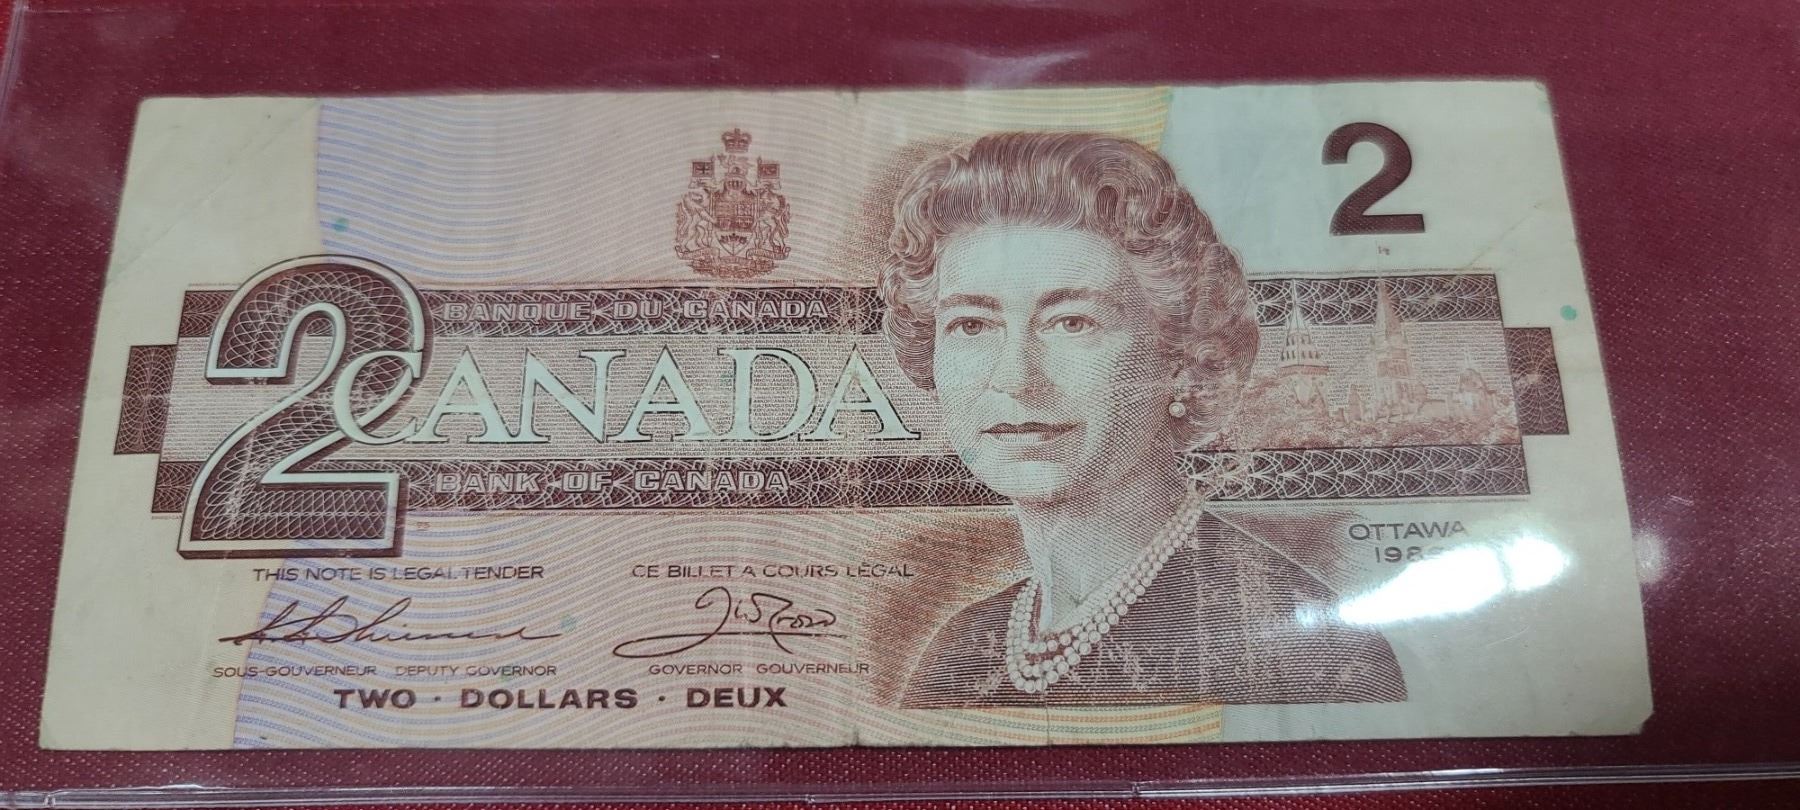 2
BANQUE DU CANADA
2
CANADA
BANK OF CANADA
OTTAWA
THIS NOTE IS LEGAL TENDER CE BILLET A COURS LÉGAL
SOUS-GOUVERNEUR DEPUTY GOVERNOR GOVERNOR GOUVERNEUR
TWO · DOLLARS · DEUX